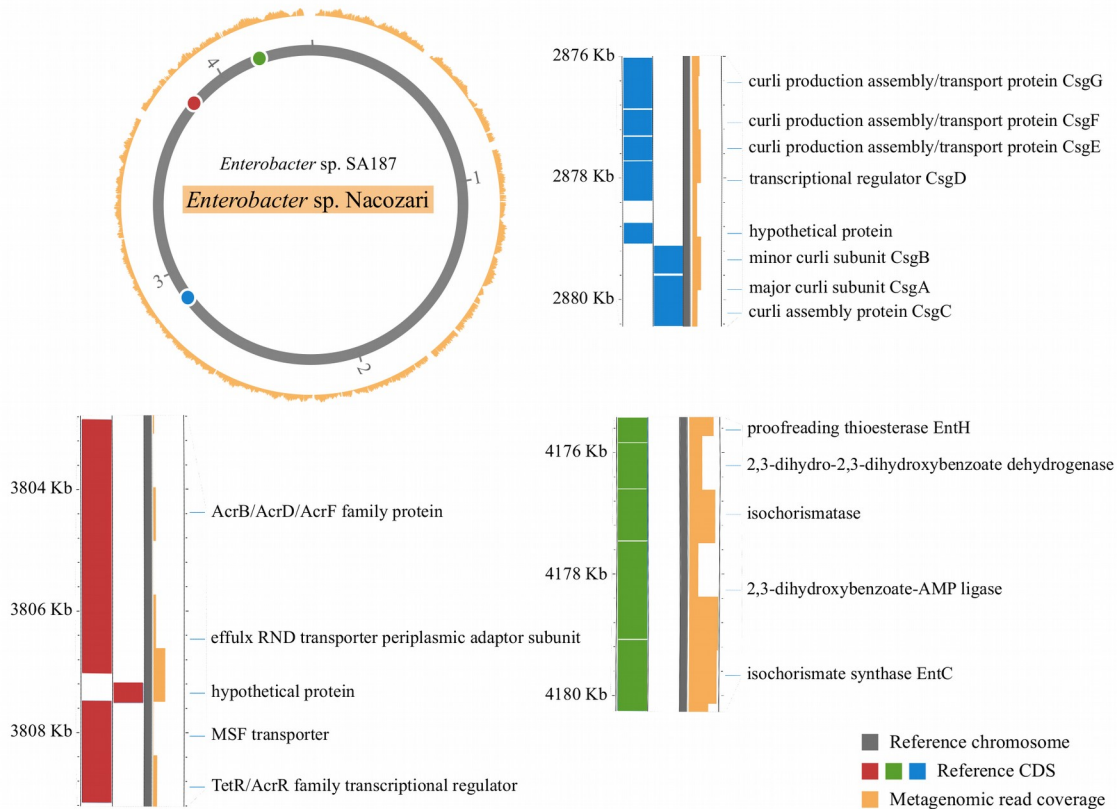 4
1
2
3
Enterobacter sp. SA187
Enterobacter sp. Nacozari
2876 Kb
2878 Kb
2880 Kb
curli production assembly/transport protein CsgG
curli production assembly/transport protein CsgF
curli production assembly/transport protein CsgE
transcriptional regulator CsgD
hypothetical protein
minor curli subunit CsgB
major curli subunit CsgA
curli assembly protein CsgC
3804 Kb
3806 Kb
3808 Kb
AcrB/AcrD/AcrF family protein
effulx RND transporter periplasmic adaptor subunit
hypothetical protein
MSF transporter
TetR/AcrR family transcriptional regulator
4176 Kb
4178 Kb
4180 Kb
proofreading thioesterase EntH
2,3-dihydro-2,3-dihydroxybenzoate dehydrogenase
isochorismatase
2,3-dihydroxybenzoate-AMP ligase
isochorismate synthase EntC
Reference chromosome
Reference CDS
Metagenomic read coverage